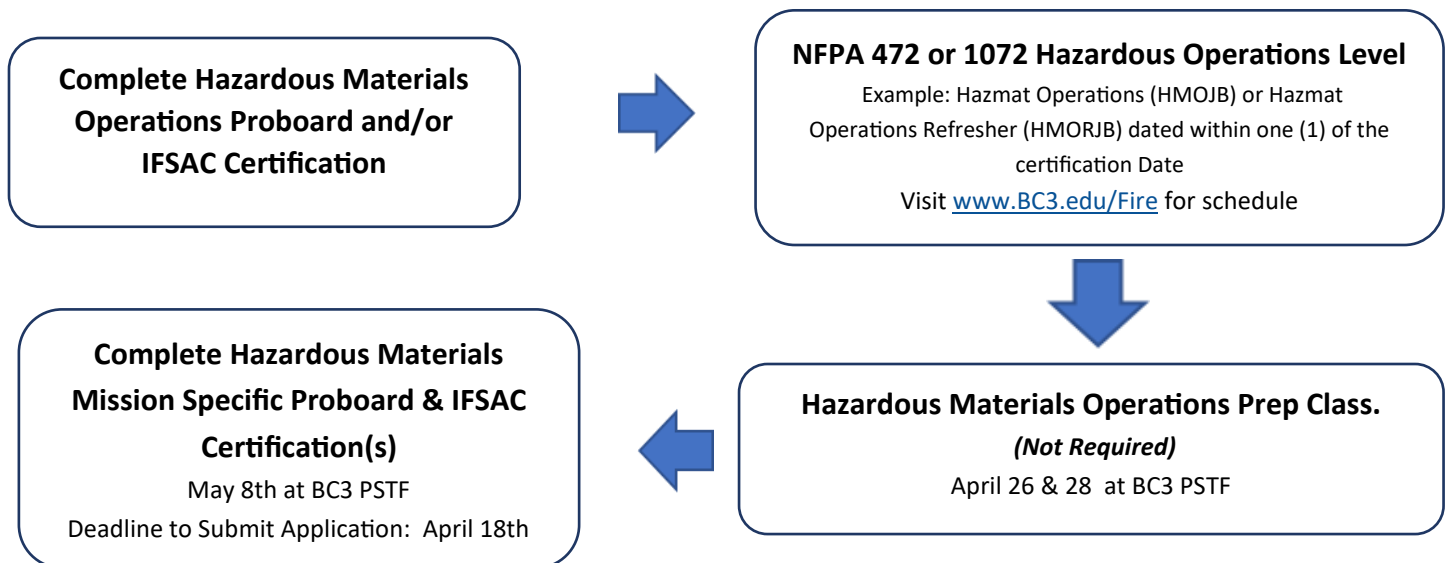 Complete Hazardous Materials
Operations Proboard and/or
IFSAC Certification
NFPA 472 or 1072 Hazardous Operations Level
Example: Hazmat Operations (HMOJB) or Hazmat
Operations Refresher (HMORJB) dated within one (1) of the
certification Date
Visit www.BC3.edu/Fire for schedule
Hazardous Materials Operations Prep Class.
(Not Required)
April 26 & 28 at BC3 PSTF
Complete Hazardous Materials
Mission Specific Proboard & IFSAC
Certification(s)
May 8th at BC3 PSTF
Deadline to Submit Application: April 18th